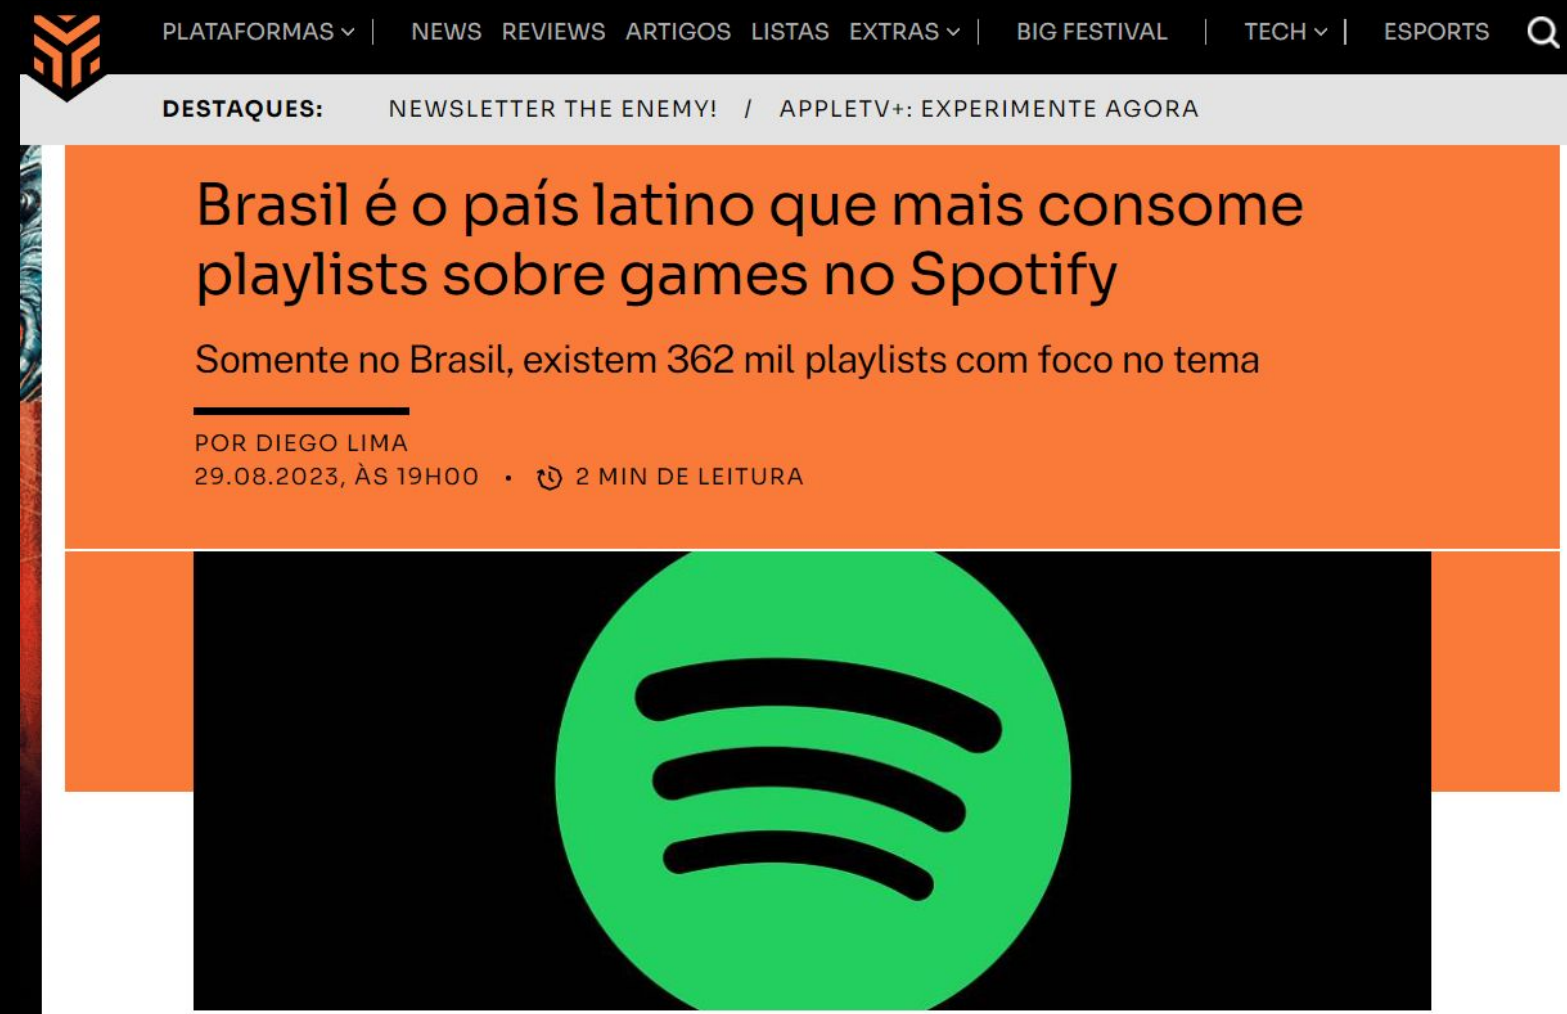 PLATAFORMAS | NEWS REVIEWS ARTIGOS LISTAS EXTRAS | BIG FESTIVAL | TECH | ESPORTS
DESTAQUES: NEWSLETTER THE ENEMY! / APPLETV+: EXPERIMENTE AGORA
Brasil é o país latino que mais consome
playlists sobre games no Spotify
Somente no Brasil, existem 362 mil playlists com foco no tema
POR DIEGO LIMA
29.08.2023, ÀS 19H00 • 2 MIN DE LEITURA